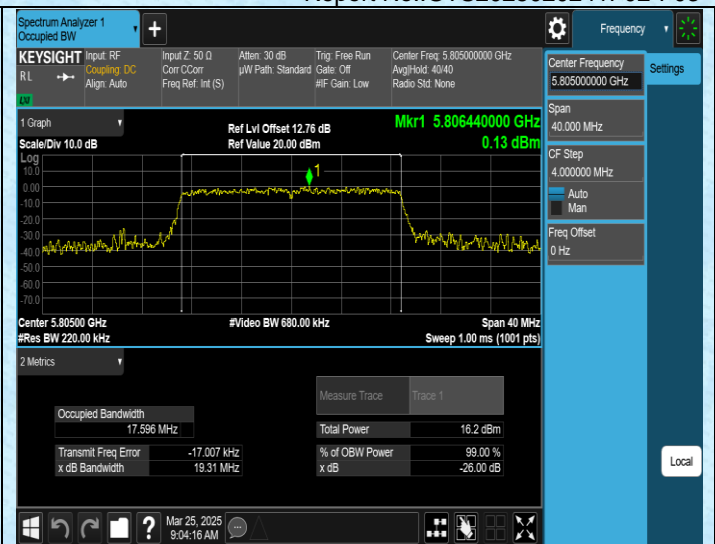 Spectrum Analyzer 1
Occupied BW
+
Frequency
KEYSIGHT
RL
LXI
Input: RF
Coupling: DC
Align: Auto
Input Z: 50 Ω
Corr CCorr
Freq Ref: Int (S)
Atten: 30 dB
µW Path: Standard
Trig: Free Run
Gate: Off
#IF Gain: Low
Center Freq: 5.805000000 GHz
Avg|Hold: 40/40
Radio Std: None
Center Frequency
5.805000000 GHz
Settings
Span
40.000 MHz
CF Step
4.000000 MHz
Auto
Man
Freq Offset
0 Hz
Local
1 Graph
Scale/Div 10.0 dB
Ref Lvl Offset 12.76 dB
Ref Value 20.00 dBm
Mkr1 5.806440000 GHz
0.13 dBm
Log
10.0
0.00
-10.0
-20.0
-30.0
-40.0
-50.0
-60.0
-70.0
1
Center 5.80500 GHz
#Res BW 220.00 kHz
#Video BW 680.00 kHz
Span 40 MHz
Sweep 1.00 ms (1001 pts)
2 Metrics
Measure Trace Trace 1
Occupied Bandwidth
17.596 MHz
Total Power 16.2 dBm
Transmit Freq Error -17.007 kHz
% of OBW Power 99.00 %
x dB Bandwidth 19.31 MHz
x dB -26.00 dB
?
Mar 25, 2025
9:04:16 AM